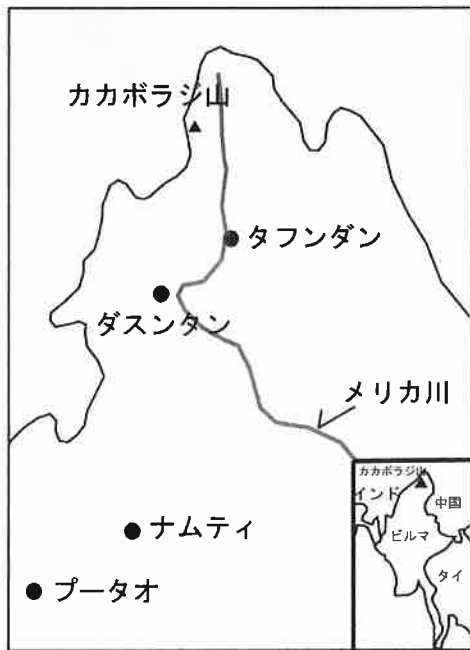 カカボラジ山
タフンダン
ダスンタン
メリカ川
カカボラジ山
インド
中国
ビルマ
ナムティ
タイ
プータオ